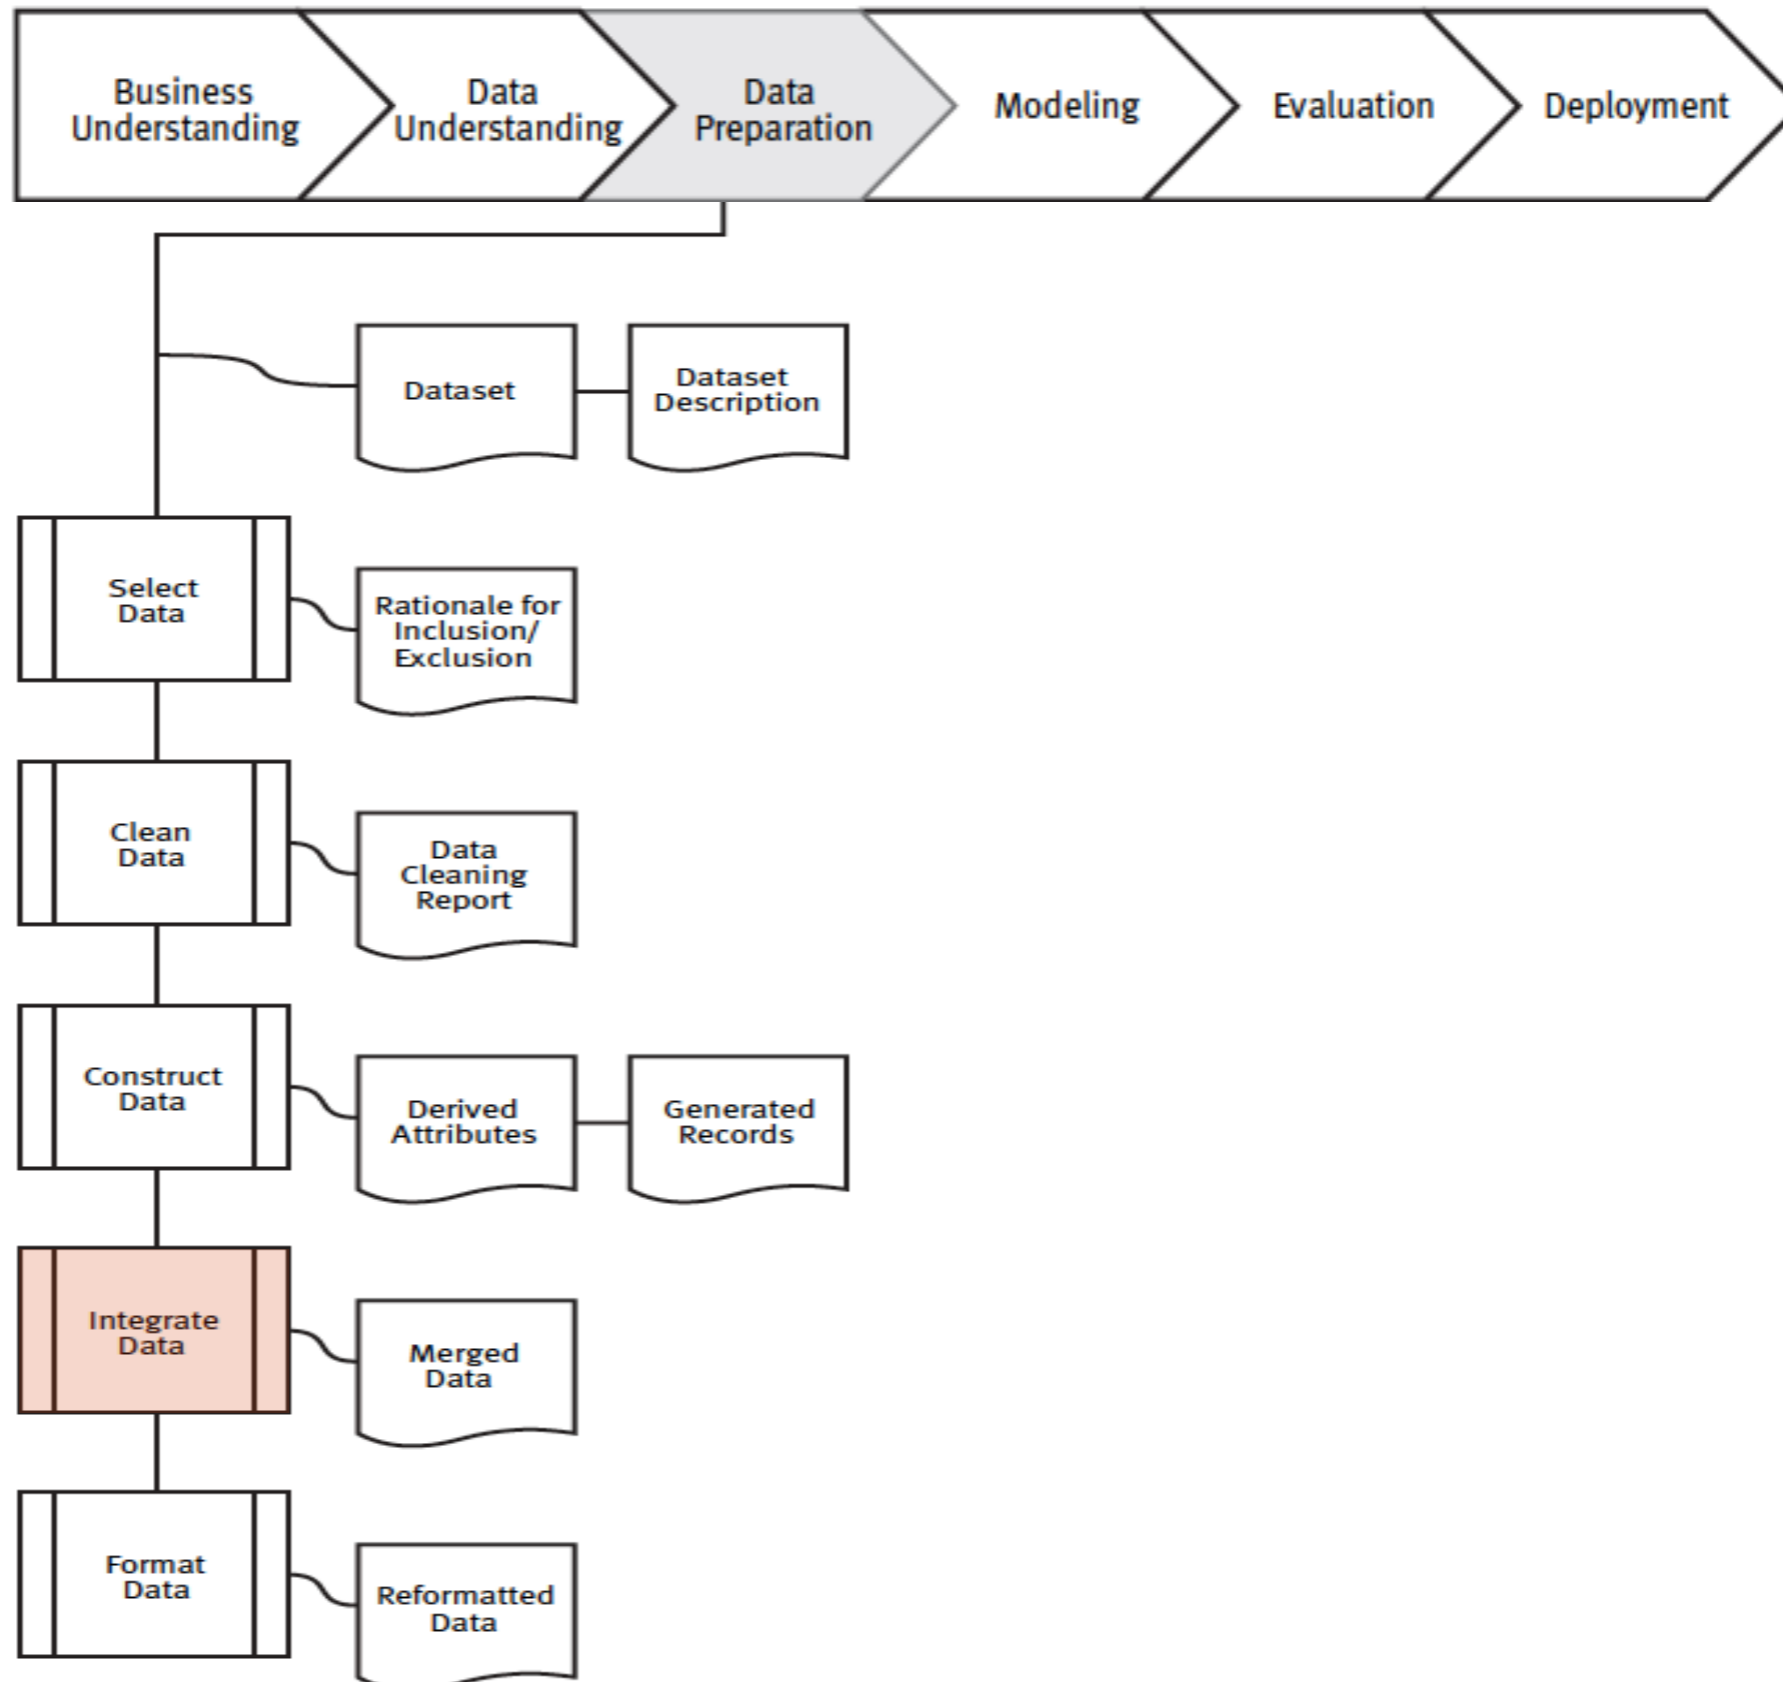 Business
Understanding
Data
Understanding
Data
Preparation
Modeling
Evaluation
Deployment
Dataset
Dataset
Description
Select
Data
Rationale for
Inclusion/
Exclusion
Clean
Data
Data
Cleaning
Report
Construct
Data
Derived
Attributes
Generated
Records
Integrate
Data
Merged
Data
Format
Data
Reformatted
Data